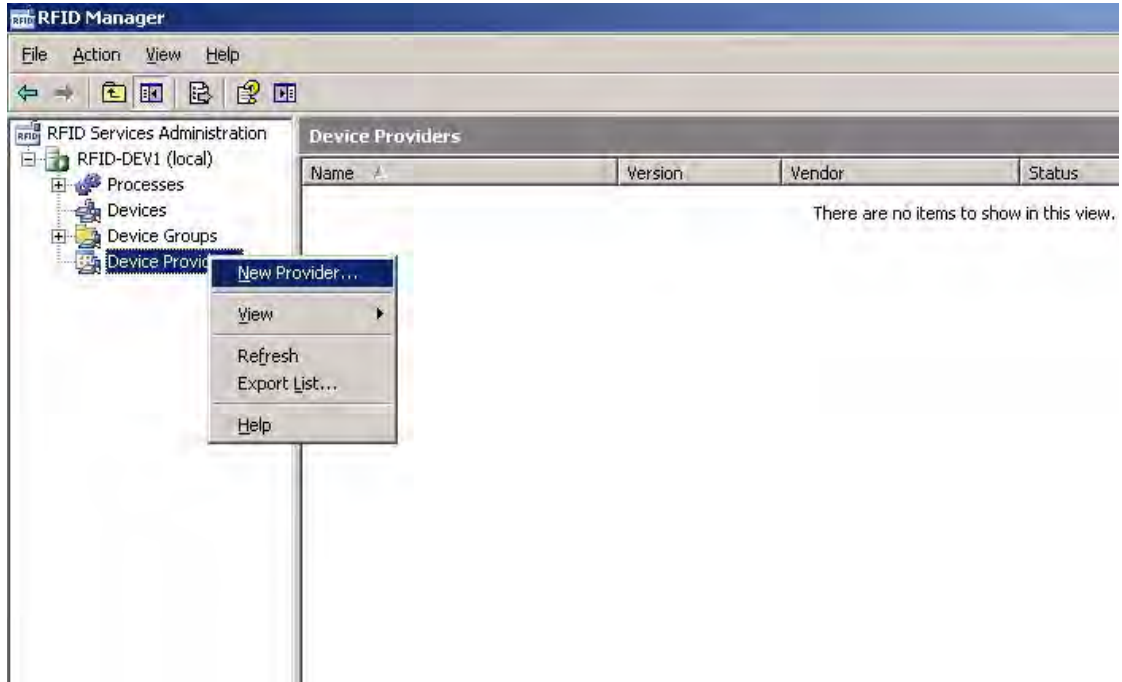 RFID RFID Manager
File Action View Help
RFID RFID Services Administration
RFID-DEV1 (local)
Processes
Devices
Device Groups
Device Provid
Device Providers
Name Version Vendor Status
There are no items to show in this view.
New Provider...
View
Refresh
Export List...
Help